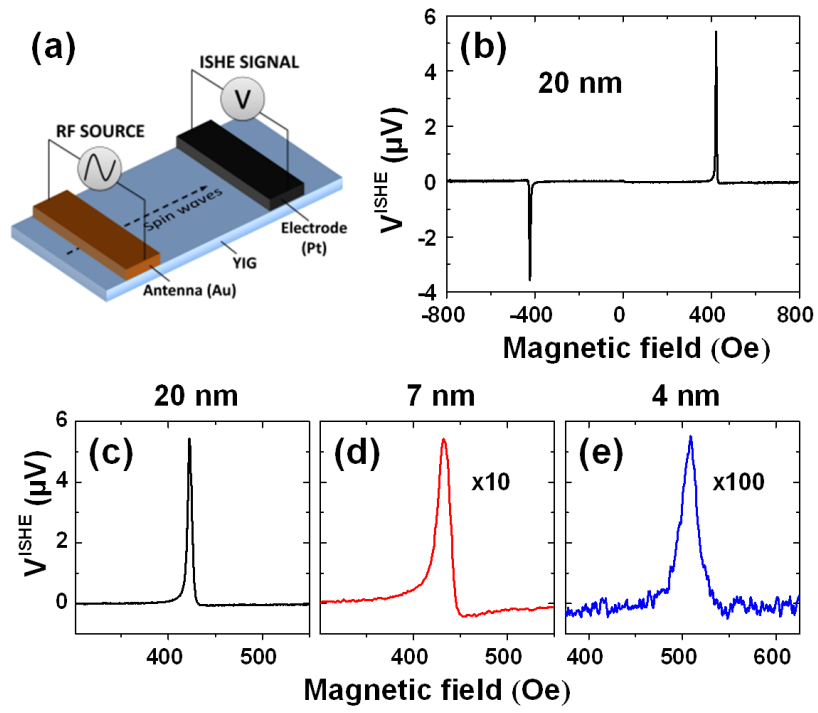 (a)
ISHE SIGNAL
V
RF SOURCE
Spin waves
Electrode
(Pt)
YIG
Antenna (Au)
(b)
20 nm
V^ISHE (µV)
6
4
2
0
-2
-4
-800 -400 0 400 800
Magnetic field (Oe)
20 nm 7 nm 4 nm
(c) (d) (e)
x10 x100
V^ISHE (µV)
6
4
2
0
400 500 400 500 400 500 600
Magnetic field (Oe)